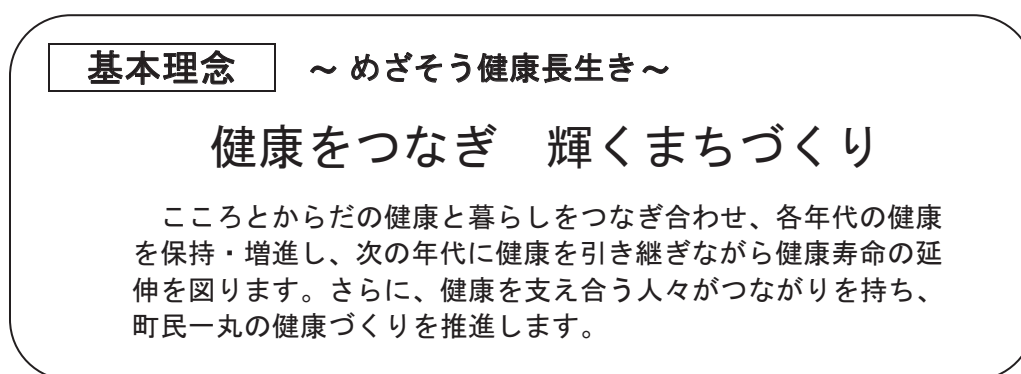 基本理念 ～ めざそう健康長生き～
健康をつなぎ　輝くまちづくり
　こころとからだの健康と暮らしをつなぎ合わせ、各年代の健康
を保持・増進し、次の年代に健康を引き継ぎながら健康寿命の延
伸を図ります。さらに、健康を支え合う人々がつながりを持ち、
町民一丸の健康づくりを推進します。